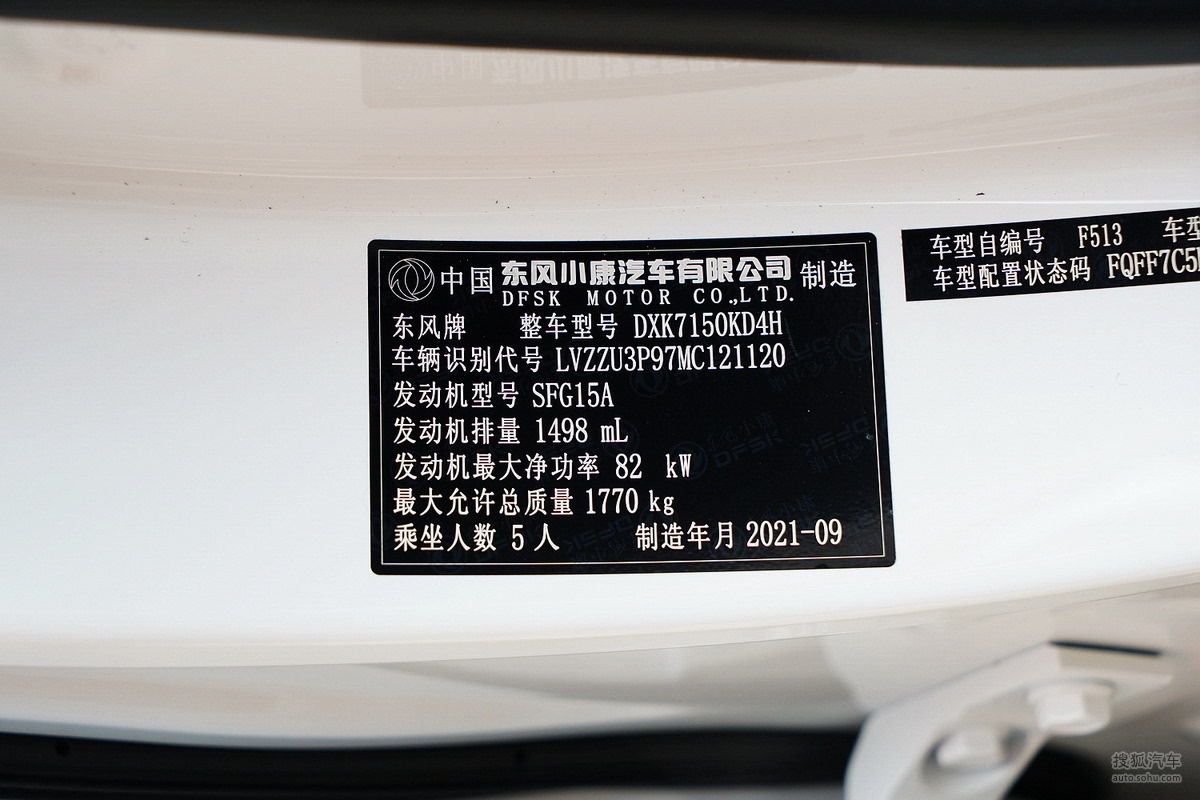 中国 东风小康汽车有限公司 制造
DFSK MOTOR CO.,LTD.
东风牌 整车型号 DXK7150KD4H
车辆识别代号 LVZZU3P97MC121120
发动机型号 SFG15A
发动机排量 1498 mL
发动机最大净功率 82 kW
最大允许总质量 1770 kg
乘坐人数 5 人 制造年月 2021-09
车型自编号 F513 车型
车型配置状态码 FQFF7C5
搜狐汽车
auto.sohu.com